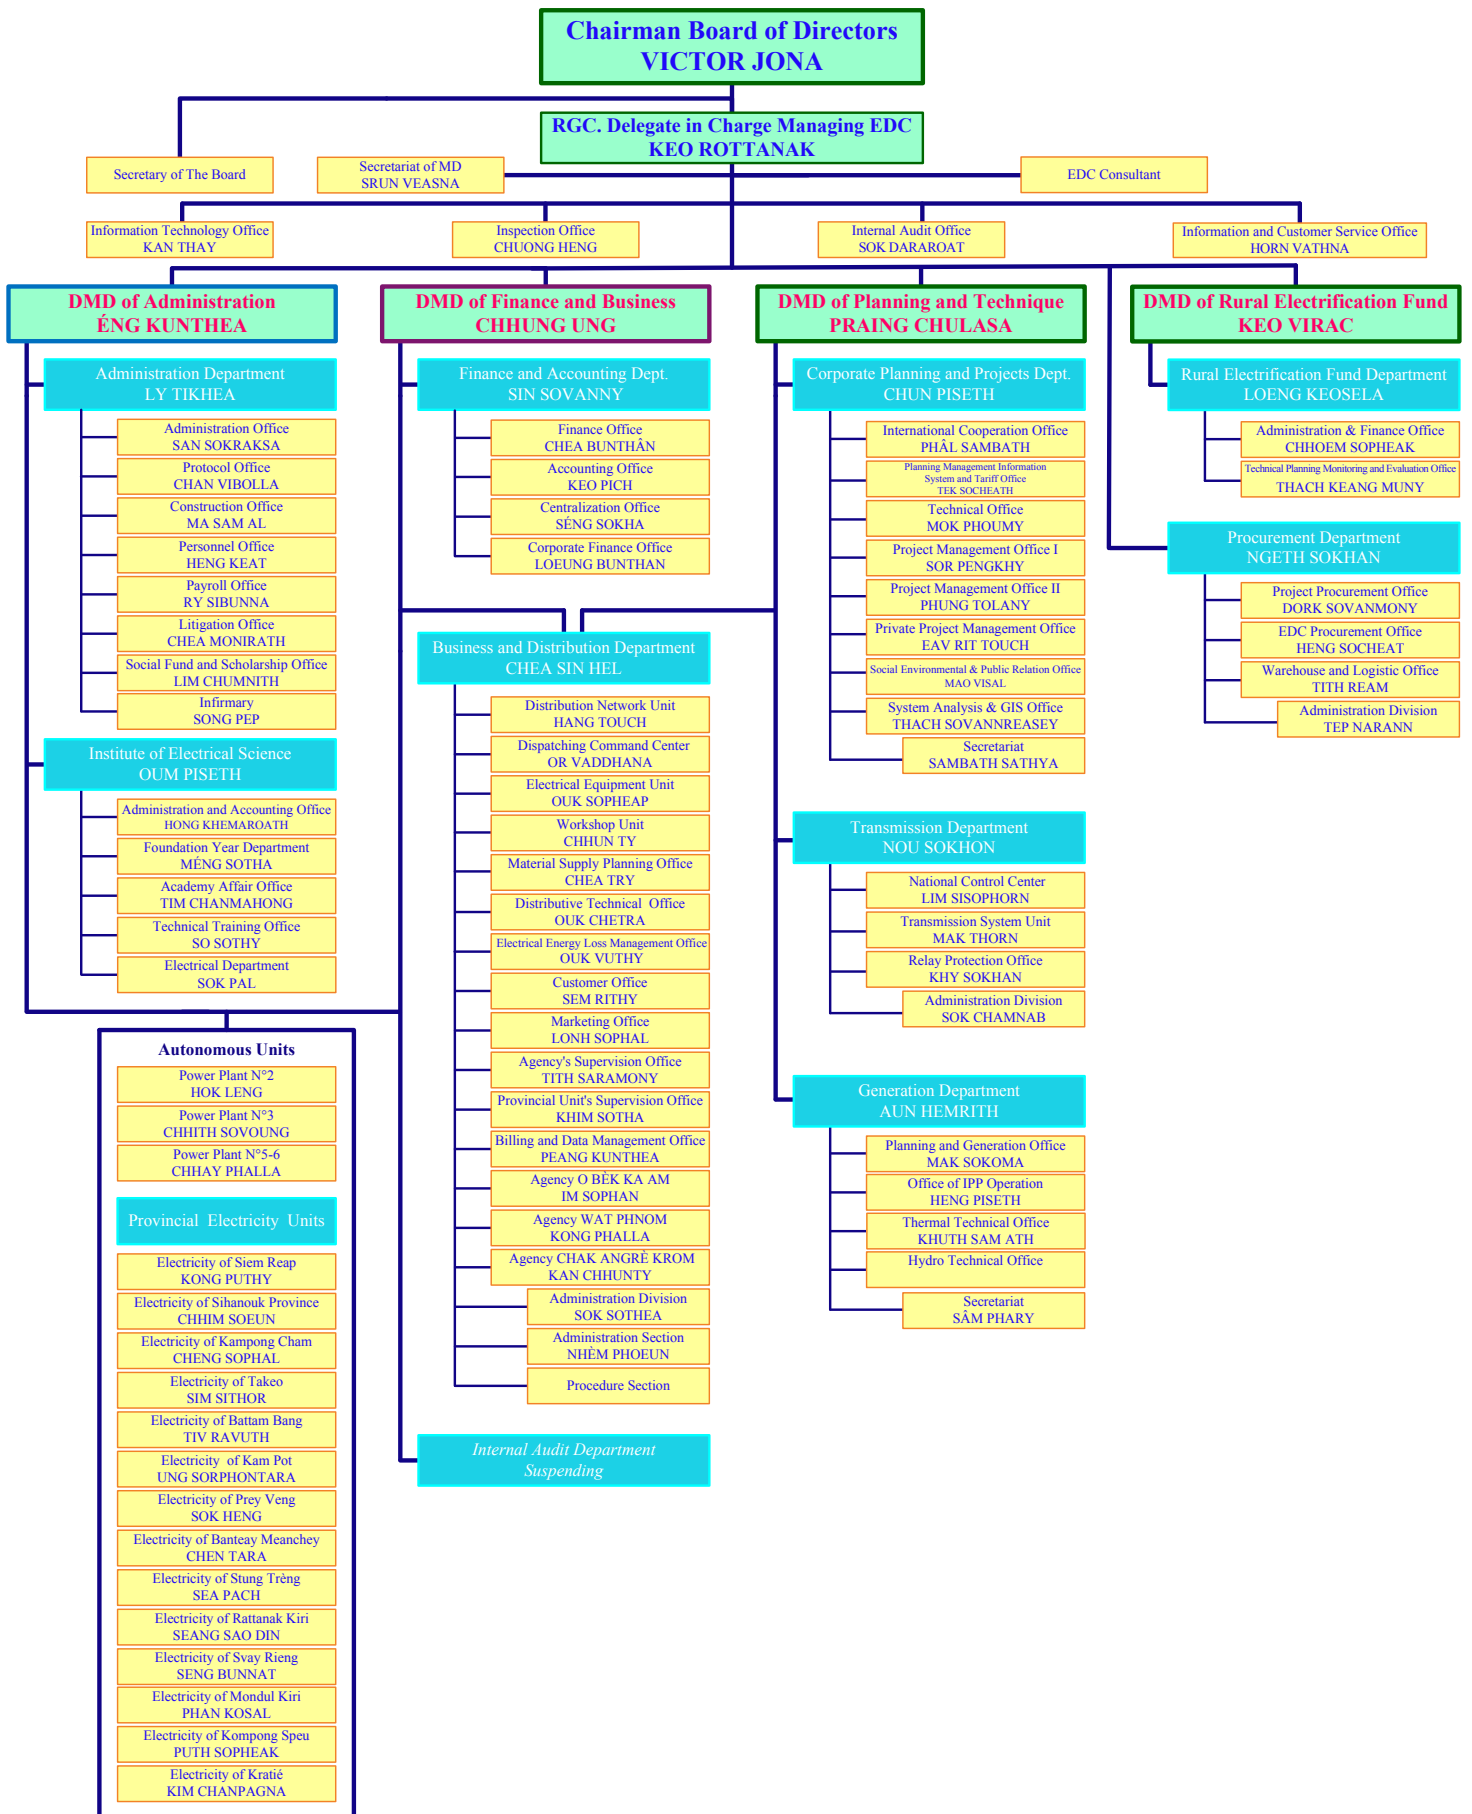 Chairman Board of Directors
VICTOR JONA
RGC. Delegate in Charge Managing EDC
KEO ROTTANAK
Secretary of The Board
Secretariat of MD
SRUN VEASNA
EDC Consultant
Information Technology Office
KAN THAY
Inspection Office
CHUONG HENG
Internal Audit Office
SOK DARAROAT
Information and Customer Service Office
HORN VATHNA
DMD of Administration
ÉNG KUNTHEA
Administration Department
LY TIKHEA
Administration Office
SAN SOKRAKSA
Protocol Office
CHAN VIBOLLA
Construction Office
MA SAM AL
Personnel Office
HENG KEAT
Payroll Office
RY SIBUNNA
Litigation Office
CHEA MONIRATH
Social Fund and Scholarship Office
LIM CHUMNITH
Infirmary
SONG PEP
Institute of Electrical Science
OUM PISETH
Administration and Accounting Office
HONG KHEMAROATH
Foundation Year Department
MÉNG SOTHA
Academy Affair Office
TIM CHANMAHONG
Technical Training Office
SO SOTHY
Electrical Department
SOK PAL
Autonomous Units
Power Plant N°2
HOK LENG
Power Plant N°3
CHHITH SOVOUNG
Power Plant N°5-6
CHHAY PHALLA
Provincial Electricity Units
Electricity of Siem Reap
KONG PUTHY
Electricity of Sihanouk Province
CHHIM SOEUN
Electricity of Kampong Cham
CHENG SOPHAL
Electricity of Takeo
SIM SITHOR
Electricity of Battam Bang
TIV RAVUTH
Electricity of Kam Pot
UNG SORPHONTARA
Electricity of Prey Veng
SOK HENG
Electricity of Banteay Meanchey
CHEN TARA
Electricity of Stung Trèng
SEA PACH
Electricity of Rattanak Kiri
SEANG SAO DIN
Electricity of Svay Rieng
SENG BUNNAT
Electricity of Mondul Kiri
PHAN KOSAL
Electricity of Kompong Speu
PUTH SOPHEAK
Electricity of Kratié
KIM CHANPAGNA
DMD of Finance and Business
CHHUNG UNG
Finance and Accounting Dept.
SIN SOVANNY
Finance Office
CHEA BUNTHÂN
Accounting Office
KEO PICH
Centralization Office
SÉNG SOKHA
Corporate Finance Office
LOEUNG BUNTHAN
Business and Distribution Department
CHEA SIN HEL
Distribution Network Unit
HANG TOUCH
Dispatching Command Center
OR VADDHANA
Electrical Equipment Unit
OUK SOPHEAP
Workshop Unit
CHHUN TY
Material Supply Planning Office
CHEA TRY
Distributive Technical Office
OUK CHETRA
Electrical Energy Loss Management Office
OUK VUTHY
Customer Office
SEM RITHY
Marketing Office
LONH SOPHAL
Agency's Supervision Office
TITH SARAMONY
Provincial Unit's Supervision Office
KHIM SOTHA
Billing and Data Management Office
PEANG KUNTHEA
Agency O BÈK KA AM
IM SOPHAN
Agency WAT PHNOM
KONG PHALLA
Agency CHAK ANGRÈ KROM
KAN CHHUNTY
Administration Division
SOK SOTHEA
Administration Section
NHÈM PHOEUN
Procedure Section
Internal Audit Department
Suspending
DMD of Planning and Technique
PRAING CHULASA
Corporate Planning and Projects Dept.
CHUN PISETH
International Cooperation Office
PHÂL SAMBATH
Planning Management Information
System and Tariff Office
TEK SOCHEATH
Technical Office
MOK PHOUMY
Project Management Office I
SOR PENGKHY
Project Management Office II
PHUNG TOLANY
Private Project Management Office
EAV RIT TOUCH
Social Environmental & Public Relation Office
MAO VISAL
System Analysis & GIS Office
THACH SOVANNREASEY
Secretariat
SAMBATH SATHYA
Transmission Department
NOU SOKHON
National Control Center
LIM SISOPHORN
Transmission System Unit
MAK THORN
Relay Protection Office
KHY SOKHAN
Administration Division
SOK CHAMNAB
Generation Department
AUN HEMRITH
Planning and Generation Office
MAK SOKOMA
Office of IPP Operation
HENG PISETH
Thermal Technical Office
KHUTH SAM ATH
Hydro Technical Office
Secretariat
SÂM PHARY
DMD of Rural Electrification Fund
KEO VIRAC
Rural Electrification Fund Department
LOENG KEOSELA
Administration & Finance Office
CHHOEM SOPHEAK
Technical Planning Monitoring and Evaluation Office
THACH KEANG MUNY
Procurement Department
NGETH SOKHAN
Project Procurement Office
DORK SOVANMONY
EDC Procurement Office
HENG SOCHEAT
Warehouse and Logistic Office
TITH REAM
Administration Division
TEP NARANN